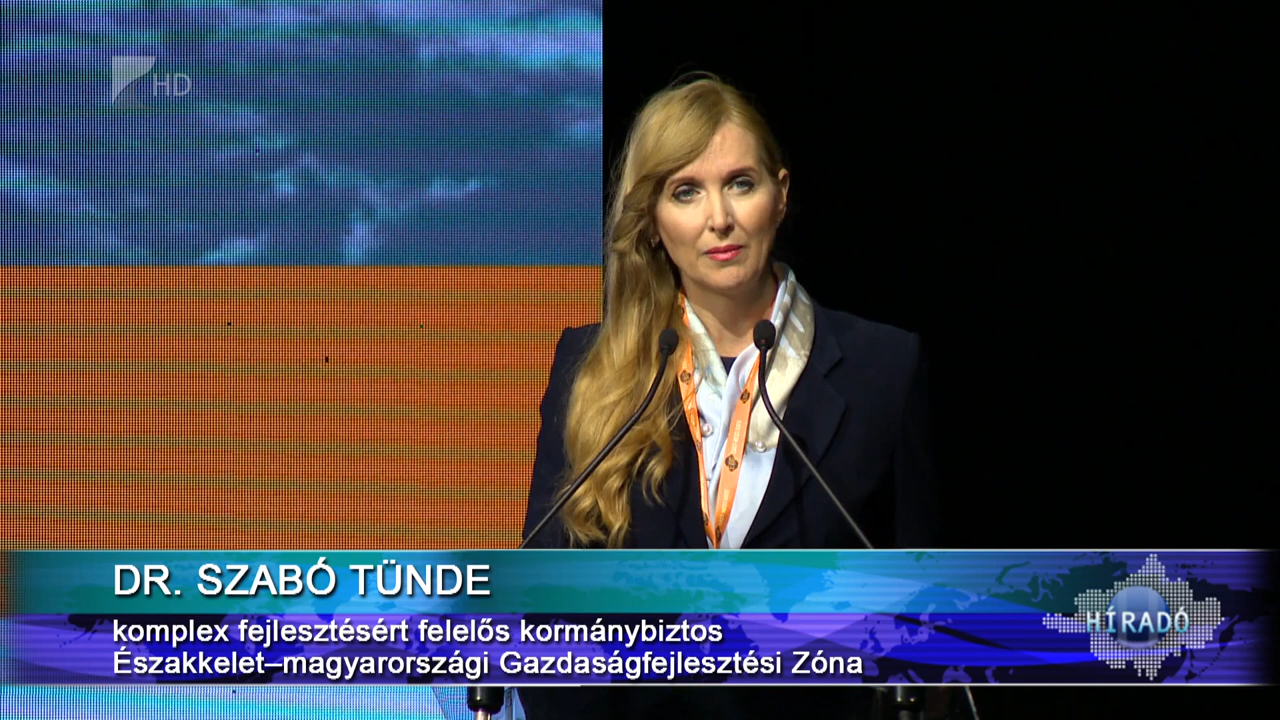 HD
DR. SZABÓ TÜNDE
komplex fejlesztésért felelős kormánybiztos
Északkelet–magyarországi Gazdaságfejlesztési Zóna
HÍRADÓ